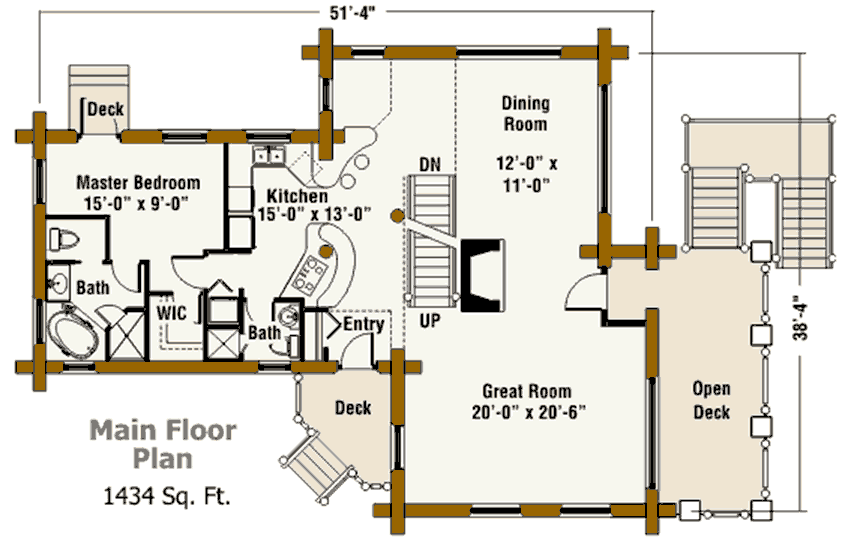 51'-4"
Deck
Dining
Room
12'-0" x
11'-0"
DN
Master Bedroom
15'-0" x 9'-0"
Kitchen
15'-0" x 13'-0"
Bath
WIC
Bath
Entry
UP
38'-4"
Great Room
20'-0" x 20'-6"
Open
Deck
Deck
Main Floor
Plan
1434 Sq. Ft.